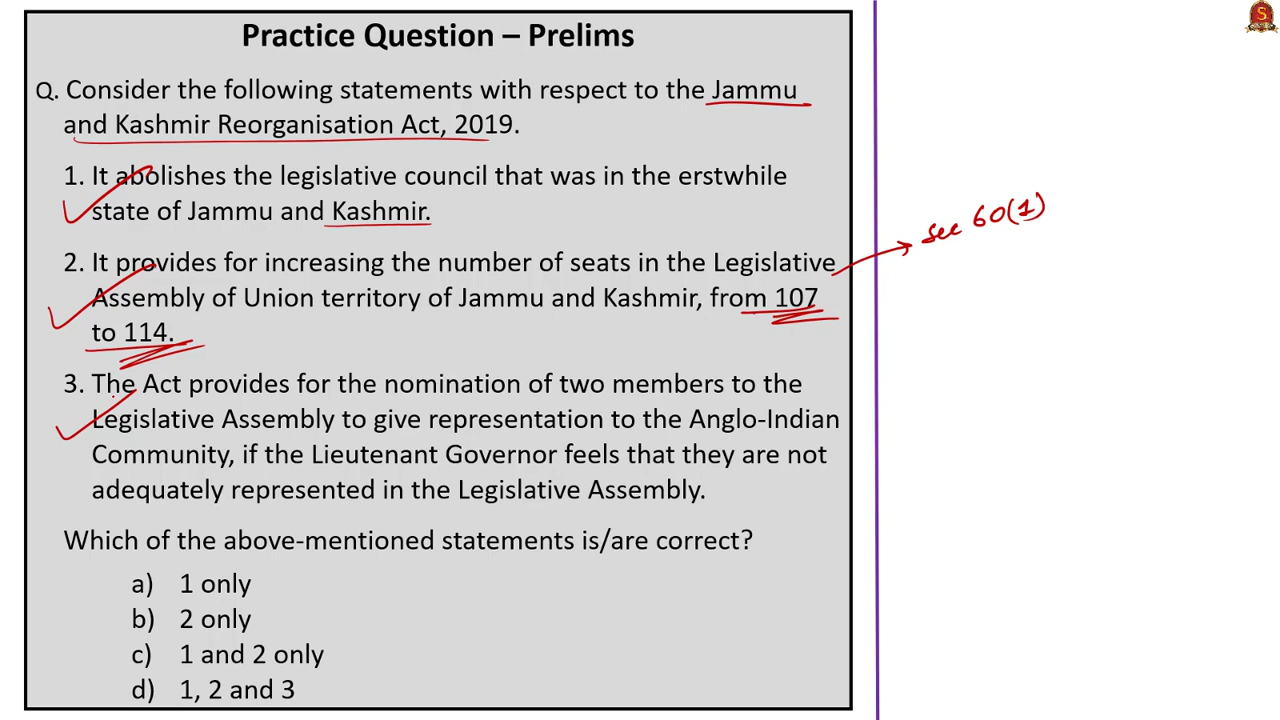 Practice Question – Prelims
Q. Consider the following statements with respect to the Jammu
and Kashmir Reorganisation Act, 2019.
1. It abolishes the legislative council that was in the erstwhile
state of Jammu and Kashmir.
2. It provides for increasing the number of seats in the Legislative
Assembly of Union territory of Jammu and Kashmir, from 107
to 114.
See 60(1)
3. The Act provides for the nomination of two members to the
Legislative Assembly to give representation to the Anglo-Indian
Community, if the Lieutenant Governor feels that they are not
adequately represented in the Legislative Assembly.
Which of the above-mentioned statements is/are correct?
a) 1 only
b) 2 only
c) 1 and 2 only
d) 1, 2 and 3